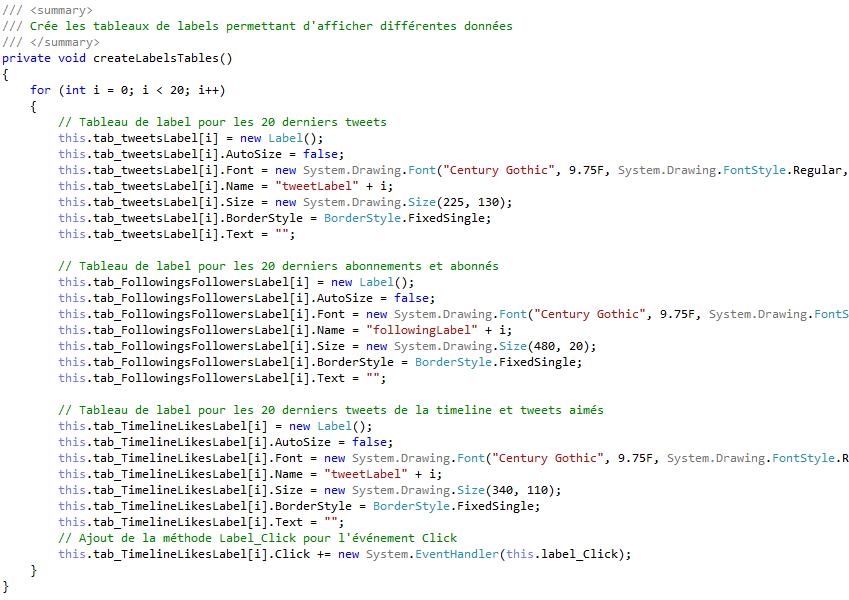 /// <summary>
/// Crée les tableaux de labels permettant d'afficher différentes données
/// </summary>
private void createLabelsTables()
{
    for (int i = 0; i < 20; i++)
    {
        // Tableau de label pour les 20 derniers tweets
        this.tab_tweetsLabel[i] = new Label();
        this.tab_tweetsLabel[i].AutoSize = false;
        this.tab_tweetsLabel[i].Font = new System.Drawing.Font("Century Gothic", 9.75F, System.Drawing.FontStyle.Regular,
        this.tab_tweetsLabel[i].Name = "tweetLabel" + i;
        this.tab_tweetsLabel[i].Size = new System.Drawing.Size(225, 130);
        this.tab_tweetsLabel[i].BorderStyle = BorderStyle.FixedSingle;
        this.tab_tweetsLabel[i].Text = "";

        // Tableau de label pour les 20 derniers abonnements et abonnés
        this.tab_FollowingsFollowersLabel[i] = new Label();
        this.tab_FollowingsFollowersLabel[i].AutoSize = false;
        this.tab_FollowingsFollowersLabel[i].Font = new System.Drawing.Font("Century Gothic", 9.75F, System.Drawing.FontS
        this.tab_FollowingsFollowersLabel[i].Name = "followingLabel" + i;
        this.tab_FollowingsFollowersLabel[i].Size = new System.Drawing.Size(480, 20);
        this.tab_FollowingsFollowersLabel[i].BorderStyle = BorderStyle.FixedSingle;
        this.tab_FollowingsFollowersLabel[i].Text = "";

        // Tableau de label pour les 20 derniers tweets de la timeline et tweets aimés
        this.tab_TimelineLikesLabel[i] = new Label();
        this.tab_TimelineLikesLabel[i].AutoSize = false;
        this.tab_TimelineLikesLabel[i].Font = new System.Drawing.Font("Century Gothic", 9.75F, System.Drawing.FontStyle.R
        this.tab_TimelineLikesLabel[i].Name = "tweetLabel" + i;
        this.tab_TimelineLikesLabel[i].Size = new System.Drawing.Size(340, 110);
        this.tab_TimelineLikesLabel[i].BorderStyle = BorderStyle.FixedSingle;
        this.tab_TimelineLikesLabel[i].Text = "";
        // Ajout de la méthode Label_Click pour l'événement Click
        this.tab_TimelineLikesLabel[i].Click += new System.EventHandler(this.label_Click);
    }
}